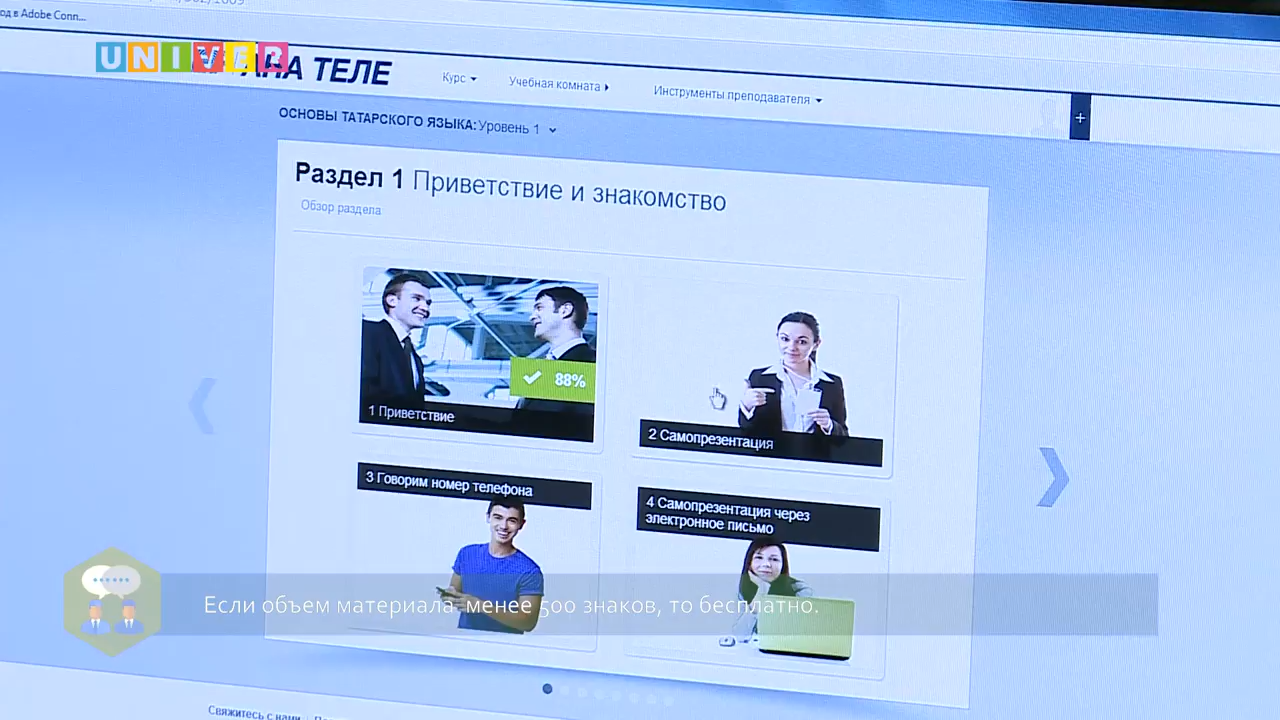 од в Adobe Conn...
UNIVER
АНА ТЕЛЕ
Курс
Учебная комната
Инструменты преподавателя
+
ОСНОВЫ ТАТАРСКОГО ЯЗЫКА: Уровень 1
Раздел 1 Приветствие и знакомство
Обзор раздела
88%
1 Приветствие
2 Самопрезентация
3 Говорим номер телефона
4 Самопрезентация через
электронное письмо
Если объем материала менее 500 знаков, то бесплатно.
Свяжитесь с нами